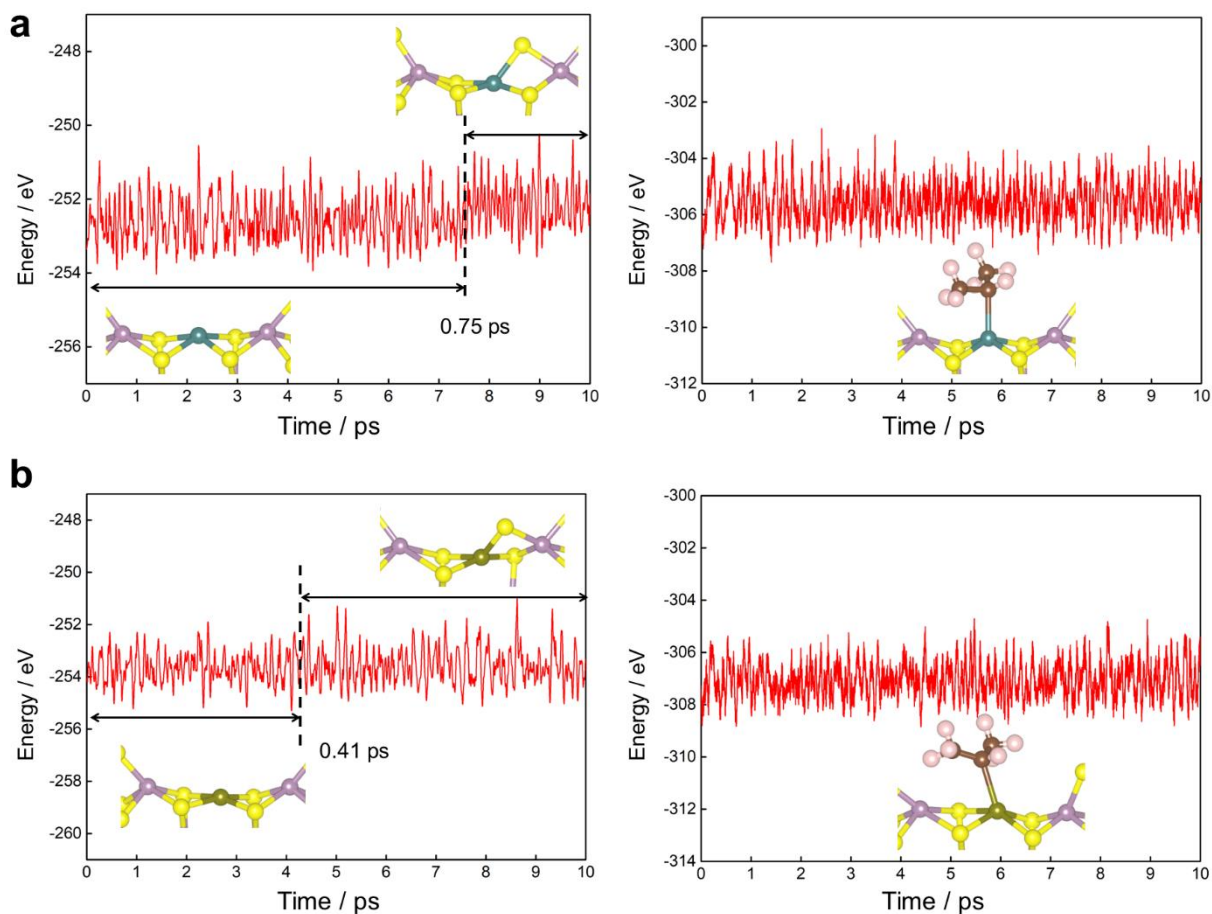 a
Energy / eV
-248
-250
-252
-254
-256
0.75 ps
0 1 2 3 4 5 6 7 8 9 10
Time / ps
Energy / eV
-300
-302
-304
-306
-308
-310
-312
0 1 2 3 4 5 6 7 8 9 10
Time / ps
b
Energy / eV
-248
-250
-252
-254
-256
-258
-260
0.41 ps
0 1 2 3 4 5 6 7 8 9 10
Time / ps
Energy / eV
-300
-302
-304
-306
-308
-310
-312
-314
0 1 2 3 4 5 6 7 8 9 10
Time / ps